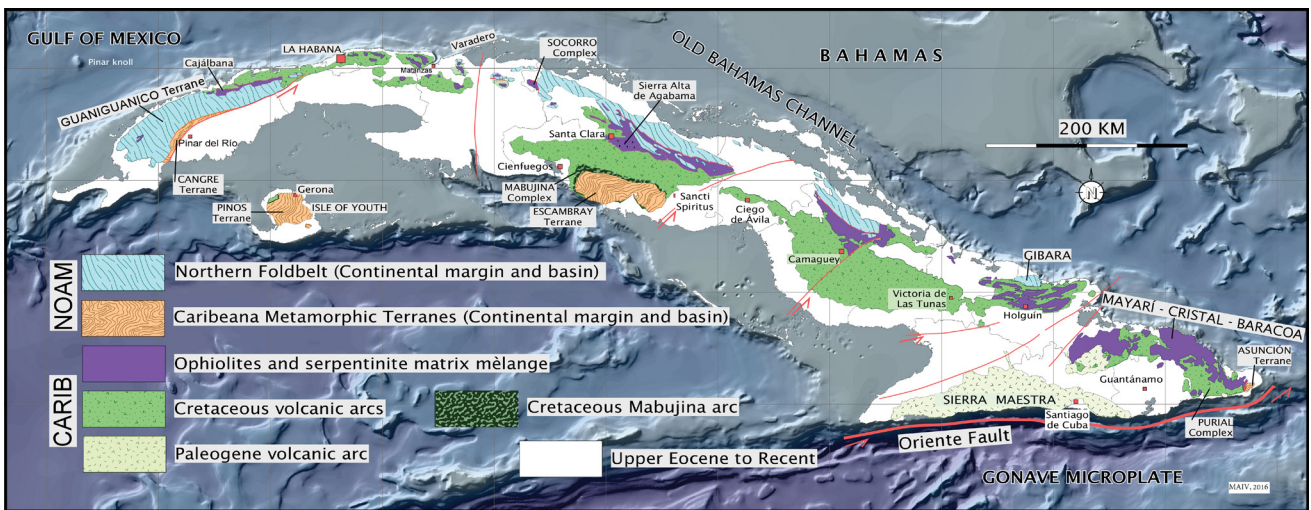 GULF OF MEXICO
Pinar knoll
LA HABANA
Varadero
Cajálbana
Matanzas
SOCORRO
Complex
OLD BAHAMAS CHANNEL
BAHAMAS
Sierra Alta
de Agabama
GUANIGUANICO Terrane
200 KM
Santa Clara
Pinar del Río
Cienfuegos
CANGRE
Terrane
Gerona
PINOS
Terrane
ISLE OF YOUTH
MABUJINA
Complex
ESCAMBRAY
Terrane
Sancti
Spiritus
Ciego
de Ávila
N
Camaguey
GIBARA
Victoria de
Las Tunas
Holguin
MAYARÍ - CRISTAL - BARACOA
ASUNCIÓN
Terrane
Guantánamo
SIERRA MAESTRA
Santiago
de Cuba
PURIAL
Complex
Oriente Fault
GONAVE MICROPLATE
MAIV, 2016
NOAM
Northern Foldbelt (Continental margin and basin)
Caribeana Metamorphic Terranes (Continental margin and basin)
CARIB
Ophiolites and serpentinite matrix mèlange
Cretaceous volcanic arcs
Cretaceous Mabujina arc
Paleogene volcanic arc
Upper Eocene to Recent